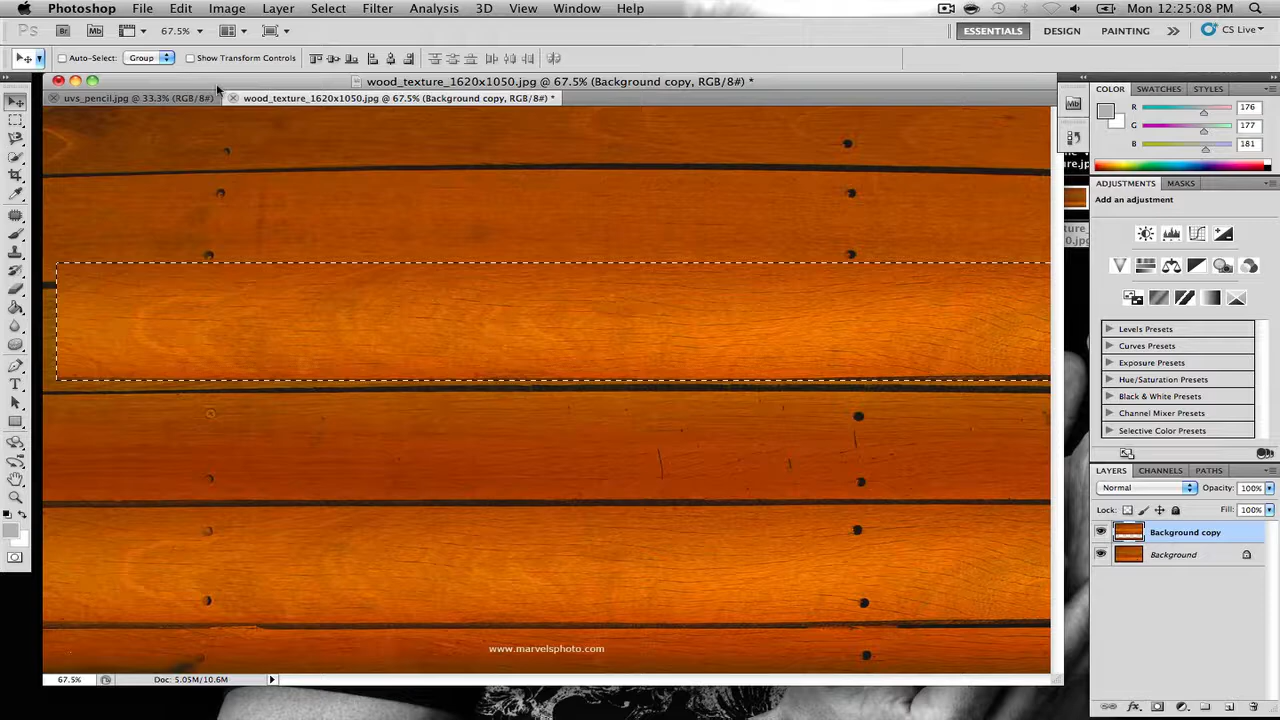 Photoshop File Edit Image Layer Select Filter Analysis 3D View Window Help Mon 12:25:08 PM
Ps Br Mb 67.5% ESSENTIALS DESIGN PAINTING CS Live
Auto-Select: Group Show Transform Controls
wood_texture_1620x1050.jpg @ 67.5% (Background copy, RGB/8#) *
uvs_pencil.jpg @ 33.3% (RGB/8#) wood_texture_1620x1050.jpg @ 67.5% (Background copy, RGB/8#) *
Mb
COLOR SWATCHES STYLES
R 176
G 177
B 181
ADJUSTMENTS MASKS
Add an adjustment
Levels Presets
Curves Presets
Exposure Presets
Hue/Saturation Presets
Black & White Presets
Channel Mixer Presets
Selective Color Presets
LAYERS CHANNELS PATHS
Normal Opacity: 100%
Lock: Fill: 100%
Background copy
Background
www.marvelsphoto.com
67.5% Doc: 5.05M/10.6M